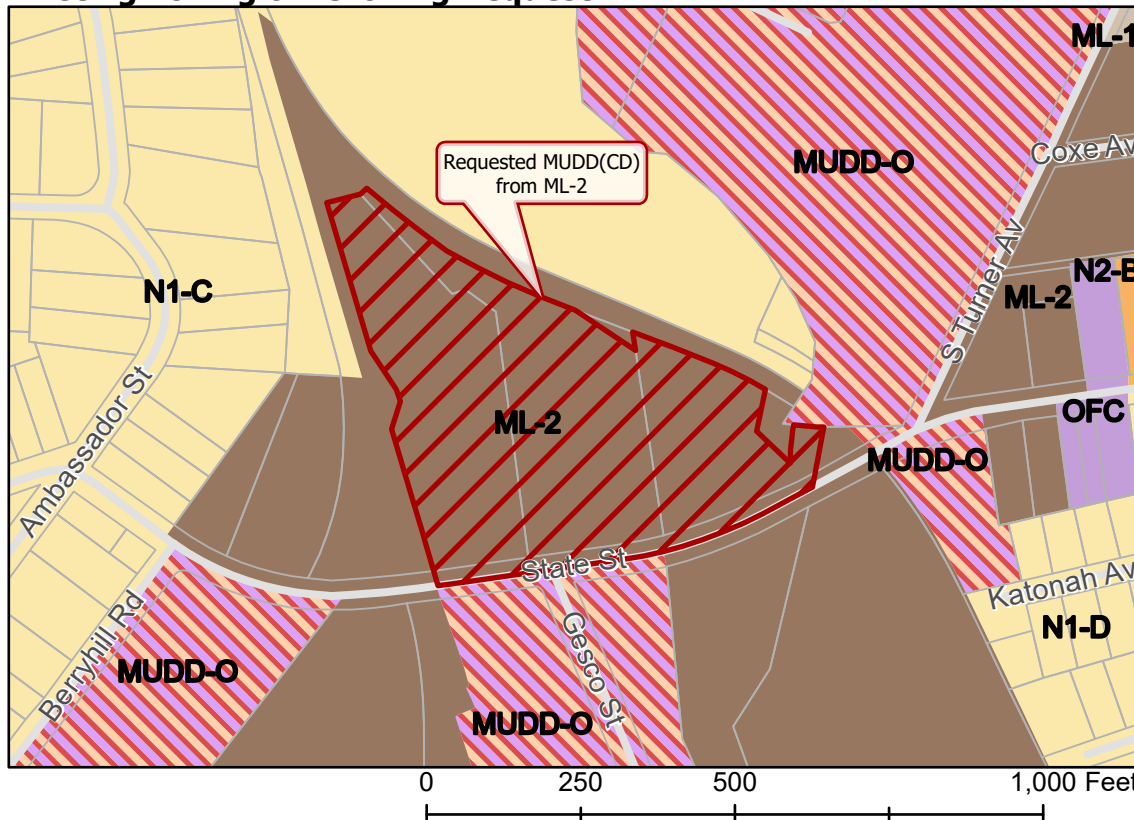 ML-1
Coxe Av
MUDD-O
Requested MUDD(CD)
from ML-2
S Turner Av
N2-B
ML-2
N1-C
OFC
ML-2
MUDD-O
Ambassador St
State St
Katonah Av
N1-D
Berryhill Rd
Gesco St
MUDD-O
MUDD-O
0 250 500 1,000 Feet